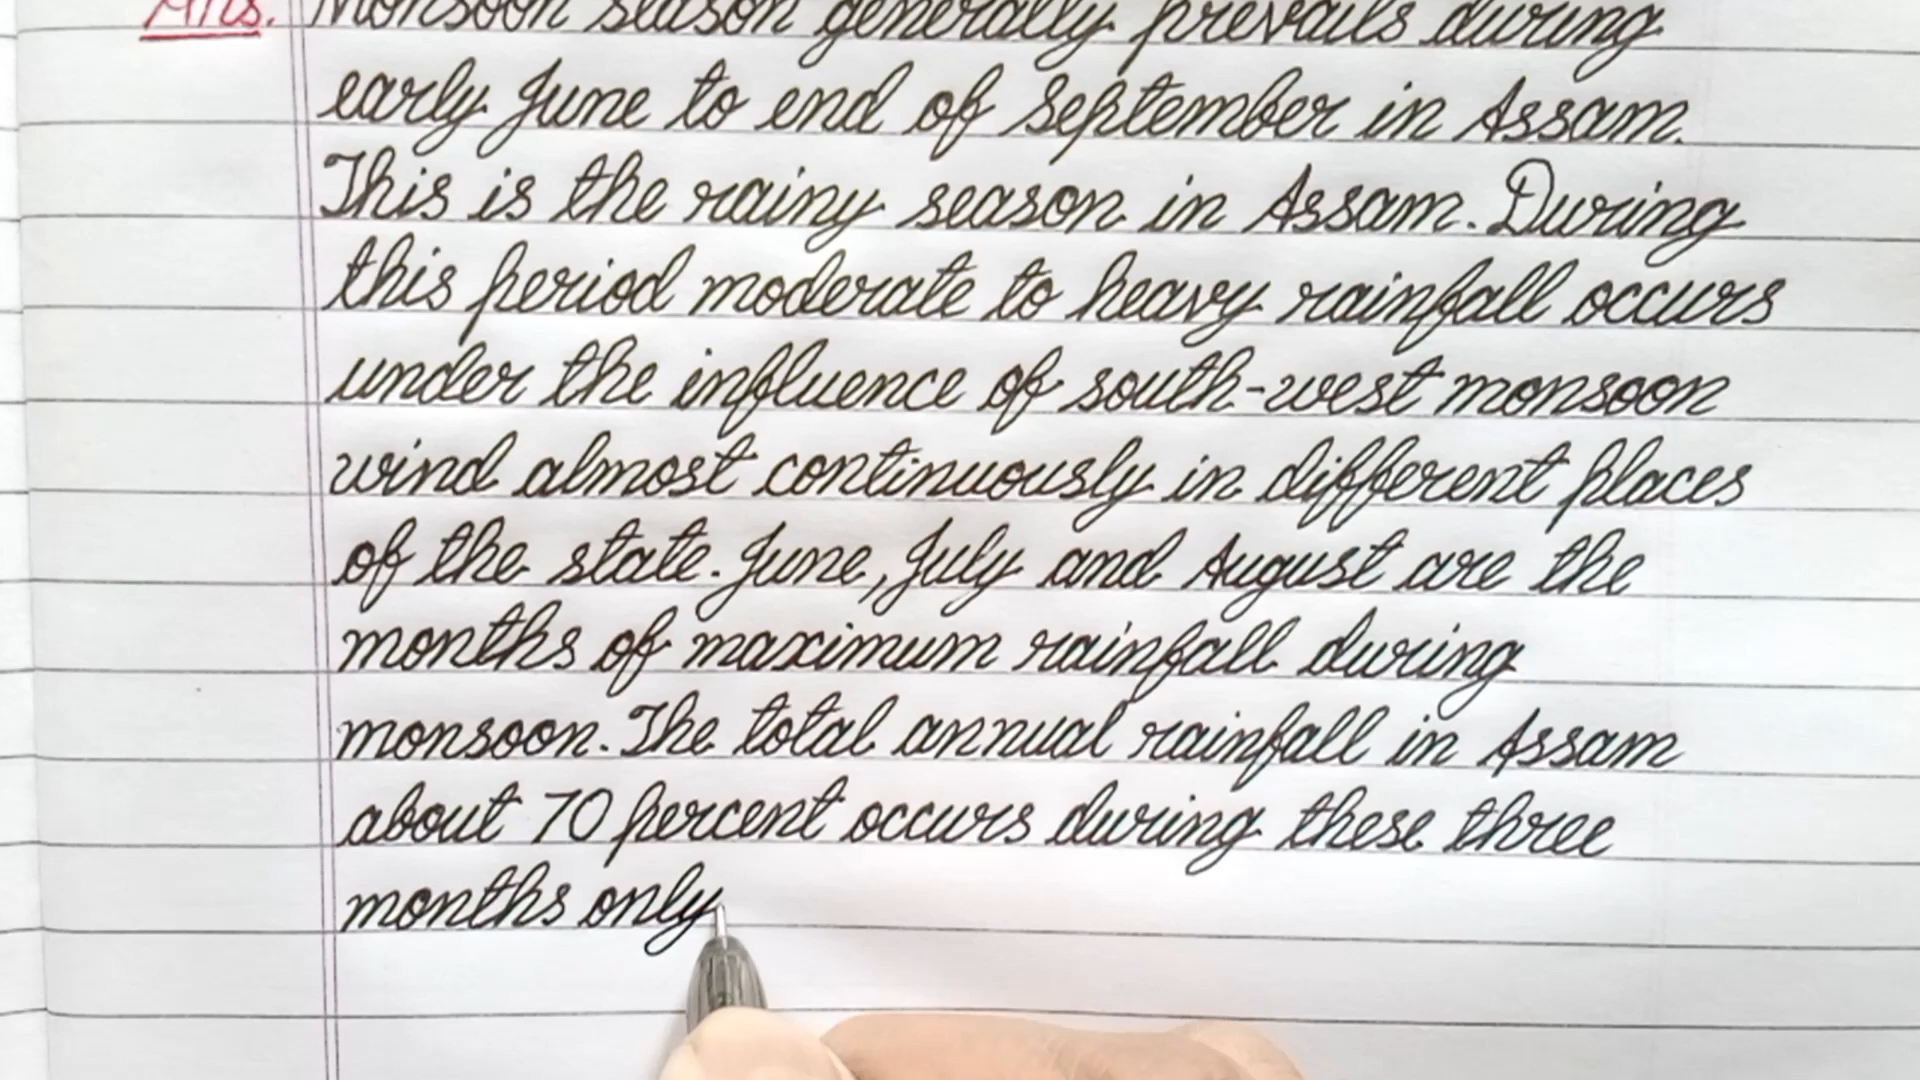 Ans. Monsoon season generally prevails during
early June to end of September in Assam.
This is the rainy season in Assam. During
this period moderate to heavy rainfall occurs
under the influence of south-west monsoon
wind almost continuously in different places
of the state. June, July and August are the
months of maximum rainfall during
monsoon. The total annual rainfall in Assam
about 70 percent occurs during these three
months only